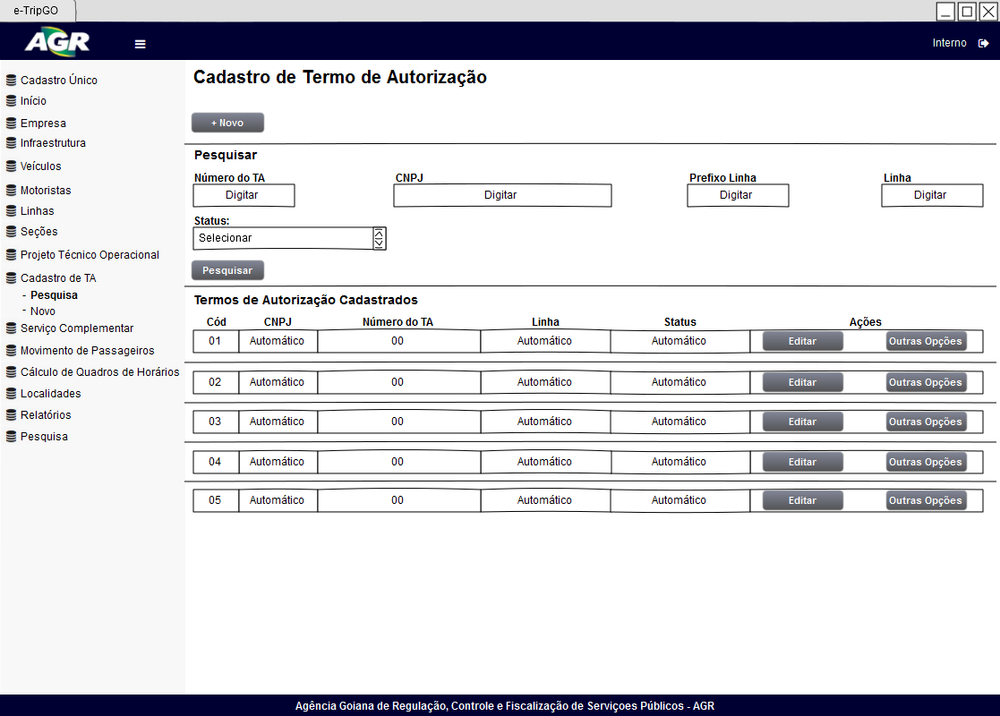 e-TripGO
AGR
Interno
Cadastro Único
Início
Empresa
Infraestrutura
Veículos
Motoristas
Linhas
Seções
Projeto Técnico Operacional
Cadastro de TA
- Pesquisa
- Novo
Serviço Complementar
Movimento de Passageiros
Cálculo de Quadros de Horários
Localidades
Relatórios
Pesquisa
Cadastro de Termo de Autorização
+ Novo
Pesquisar
Número do TA CNPJ Prefixo Linha Linha
Digitar Digitar Digitar Digitar
Status:
Selecionar
Pesquisar
Termos de Autorização Cadastrados
Cód CNPJ Número do TA Linha Status Ações
01 Automático 00 Automático Automático Editar Outras Opções
02 Automático 00 Automático Automático Editar Outras Opções
03 Automático 00 Automático Automático Editar Outras Opções
04 Automático 00 Automático Automático Editar Outras Opções
05 Automático 00 Automático Automático Editar Outras Opções
Agência Goiana de Regulação, Controle e Fiscalização de Serviçoes Públicos - AGR